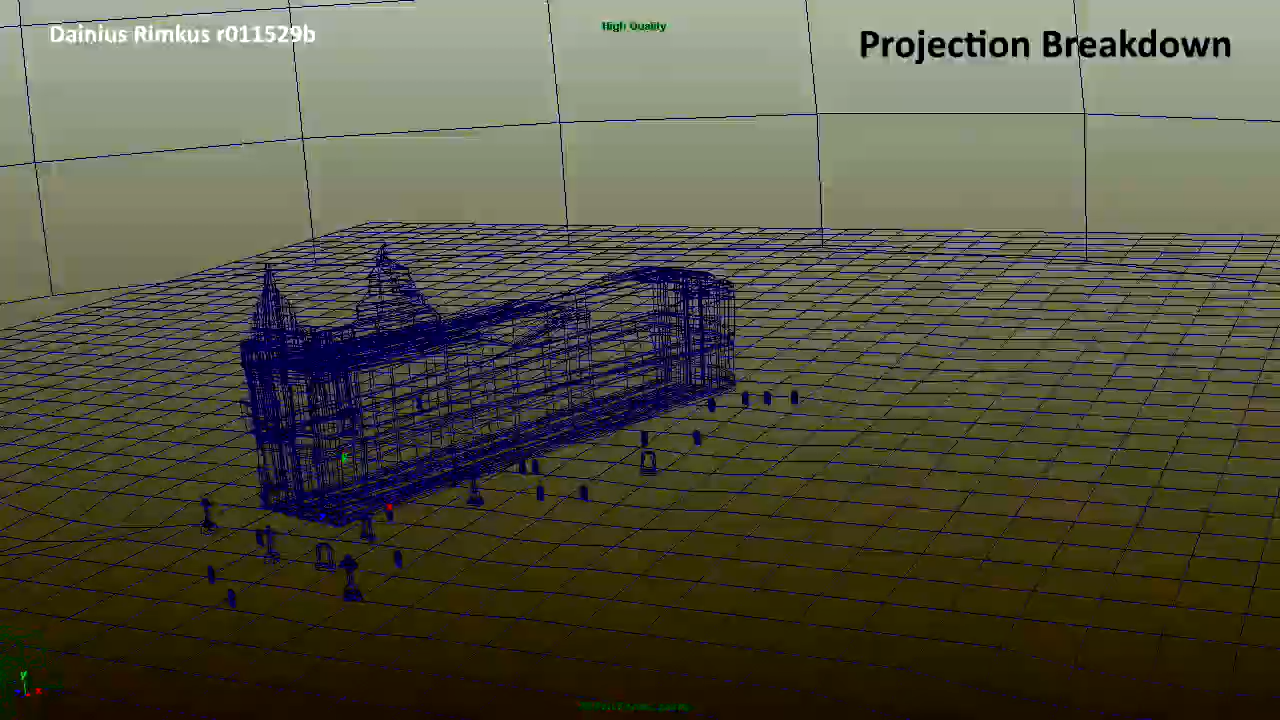 Dainius Rimkus r011529b
High Quality
Projection Breakdown
y
x